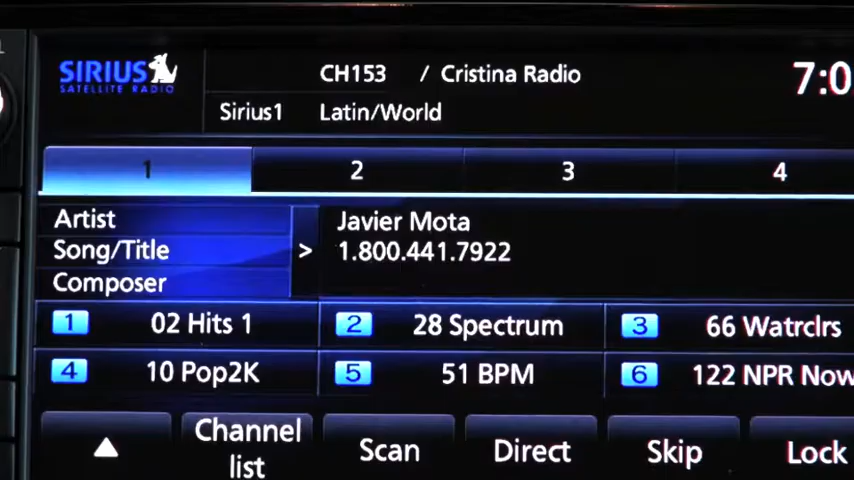 SIRIUS
SATELLITE RADIO
CH153 / Cristina Radio
7:0
Sirius1 Latin/World
1 2 3 4
Artist
Song/Title
Composer
>
Javier Mota
1.800.441.7922
1 02 Hits 1 2 28 Spectrum 3 66 Watrclrs
4 10 Pop2K 5 51 BPM 6 122 NPR Now
▲ Channel list Scan Direct Skip Lock